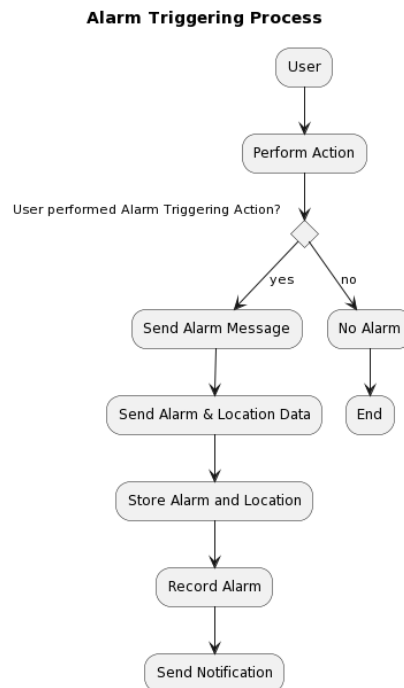 Alarm Triggering Process
User
Perform Action
User performed Alarm Triggering Action?
yes
no
Send Alarm Message
No Alarm
Send Alarm & Location Data
End
Store Alarm and Location
Record Alarm
Send Notification